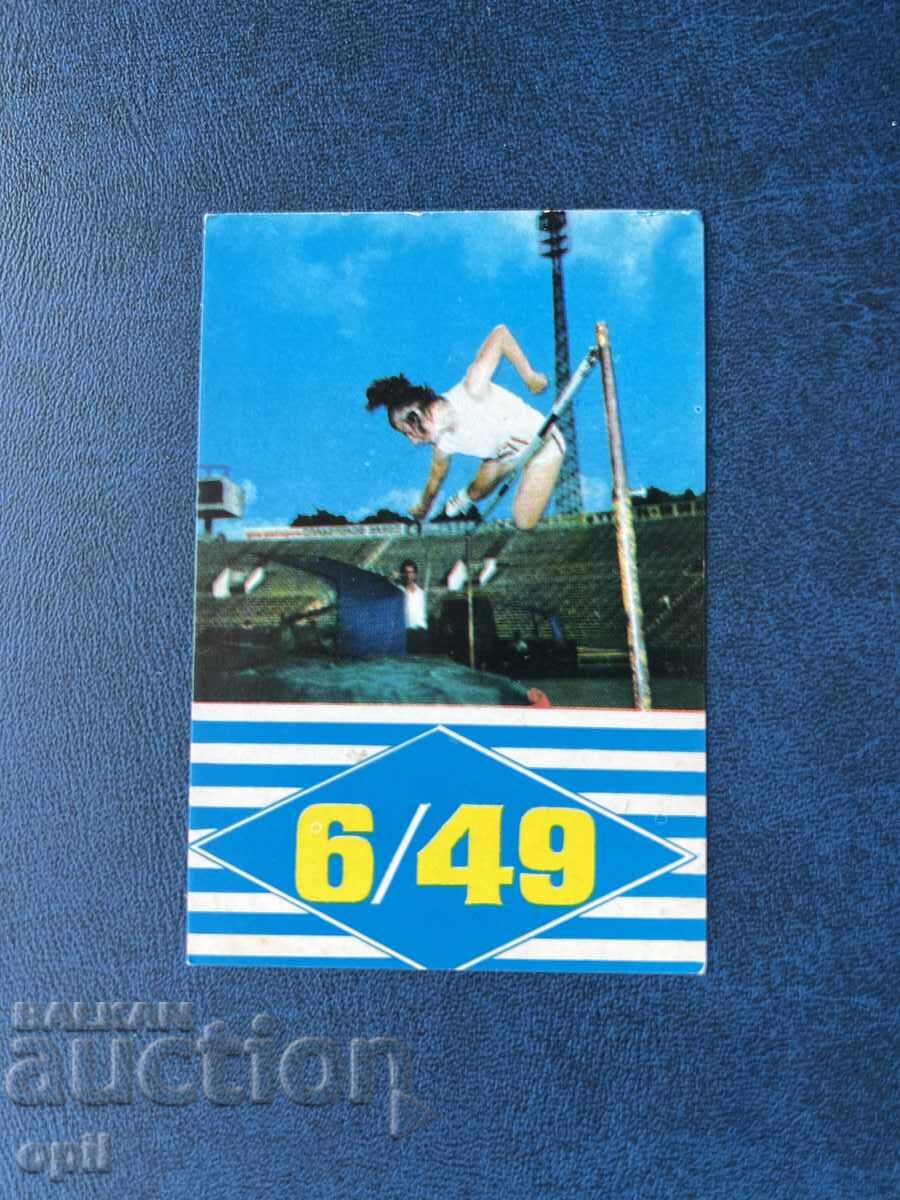 6/49
BALKAN
auction
opil